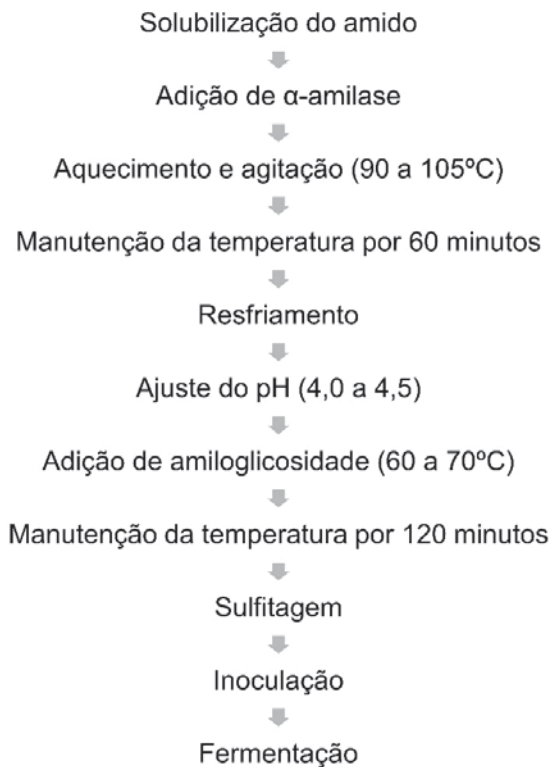 Solubilização do amido
Adição de α-amilase
Aquecimento e agitação (90 a 105ºC)
Manutenção da temperatura por 60 minutos
Resfriamento
Ajuste do pH (4,0 a 4,5)
Adição de amiloglicosidade (60 a 70ºC)
Manutenção da temperatura por 120 minutos
Sulfitagem
Inoculação
Fermentação